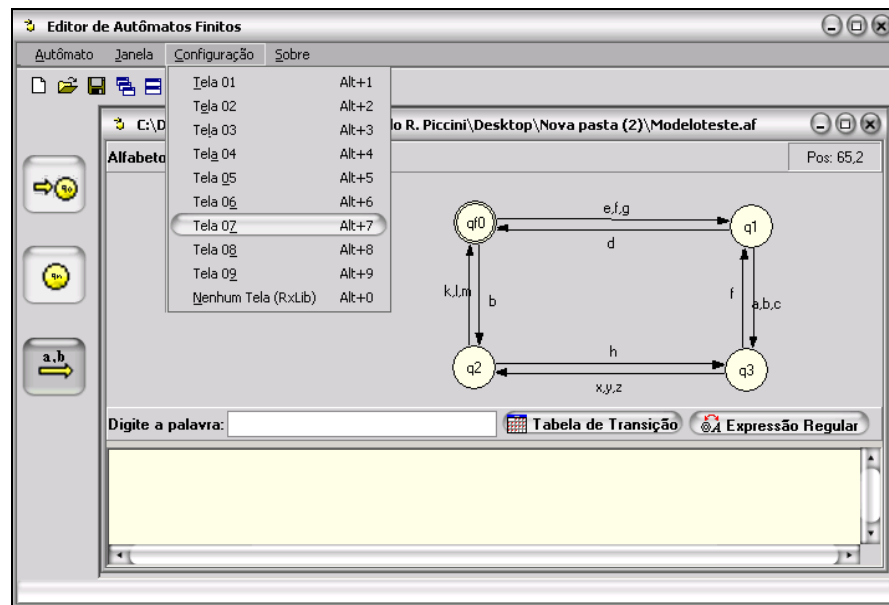 Editor de Autômatos Finitos
Autômato Janela Configuração Sobre
Tela 01 Alt+1
Tela 02 Alt+2
Tela 03 Alt+3
Tela 04 Alt+4
Tela 05 Alt+5
Tela 06 Alt+6
Tela 07 Alt+7
Tela 08 Alt+8
Tela 09 Alt+9
Nenhum Tela (RxLib) Alt+0
C:\D lo R. Piccini\Desktop\Nova pasta (2)\Modeloteste.af
Alfabeto Pos: 65,2
q0
qn
a,b
qf0 e,f,g q1
d
k,l,m b f a,b,c
q2 h q3
x,y,z
Digite a palavra: Tabela de Transição Expressão Regular